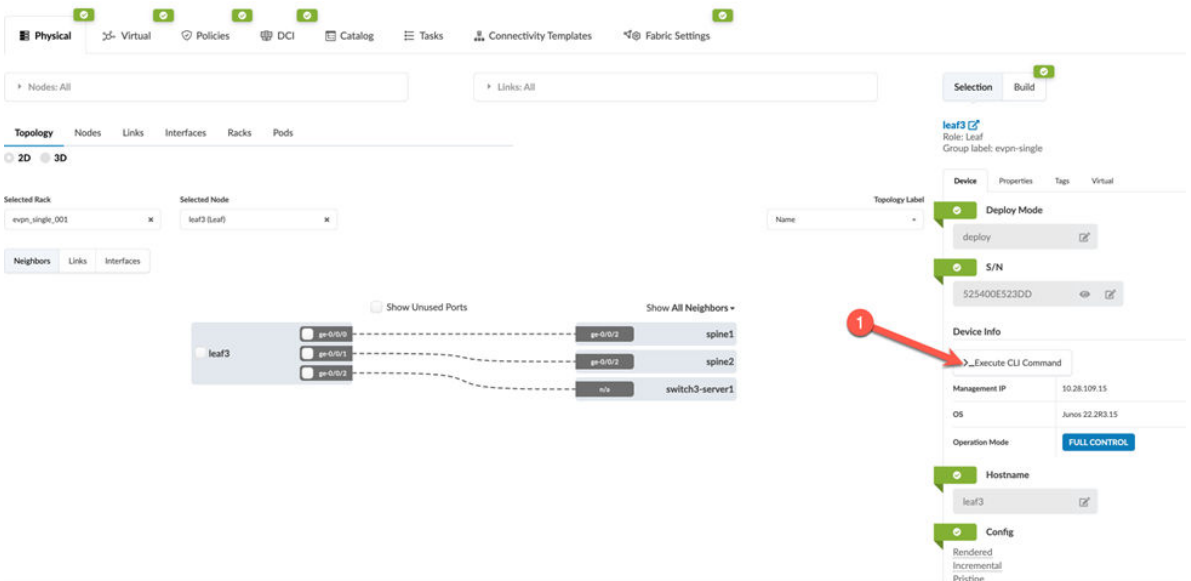 Physical
Virtual
Policies
DCI
Catalog
Tasks
Connectivity Templates
Fabric Settings
Nodes: All
Links: All
Selection
Build
Topology
Nodes
Links
Interfaces
Racks
Pods
2D
3D
leaf3
Role: Leaf
Group label: evpn-single
Device
Properties
Tags
Virtual
Selected Rack
Selected Node
Topology Label
evpn_single_001
leaf3 (Leaf)
Name
Deploy Mode
deploy
Neighbors
Links
Interfaces
S/N
525400E523DD
Show Unused Ports
Show All Neighbors
leaf3
ge-0/0/0
ge-0/0/1
ge-0/0/2
ge-0/0/2
spine1
ge-0/0/2
spine2
n/a
switch3-server1
1
Device Info
>_Execute CLI Command
Management IP
10.28.109.15
OS
Junos 22.2R3.15
Operation Mode
FULL CONTROL
Hostname
leaf3
Config
Rendered
Incremental
Pristine